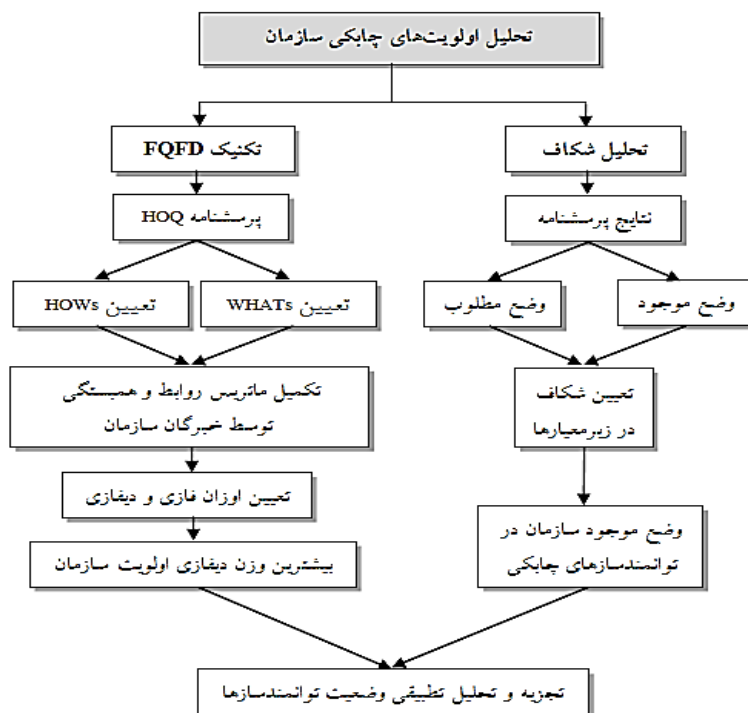 تحلیل اولویت‌های چابکی سازمان
تحلیل شکاف
تکنیک FQFD
نتایج پرسشنامه
پرسشنامه HOQ
وضع موجود
وضع مطلوب
تعیین WHATs
تعیین HOWs
تعیین شکاف
در زیرمعیارها
تکمیل ماتریس روابط و همبستگی
توسط خبرگان سازمان
تعیین اوزان فازی و دیفازی
وضع موجود سازمان در
توانمندسازهای چابکی
بیشترین وزن دیفازی اولویت سازمان
تجزیه و تحلیل تطبیقی وضعیت توانمندسازها